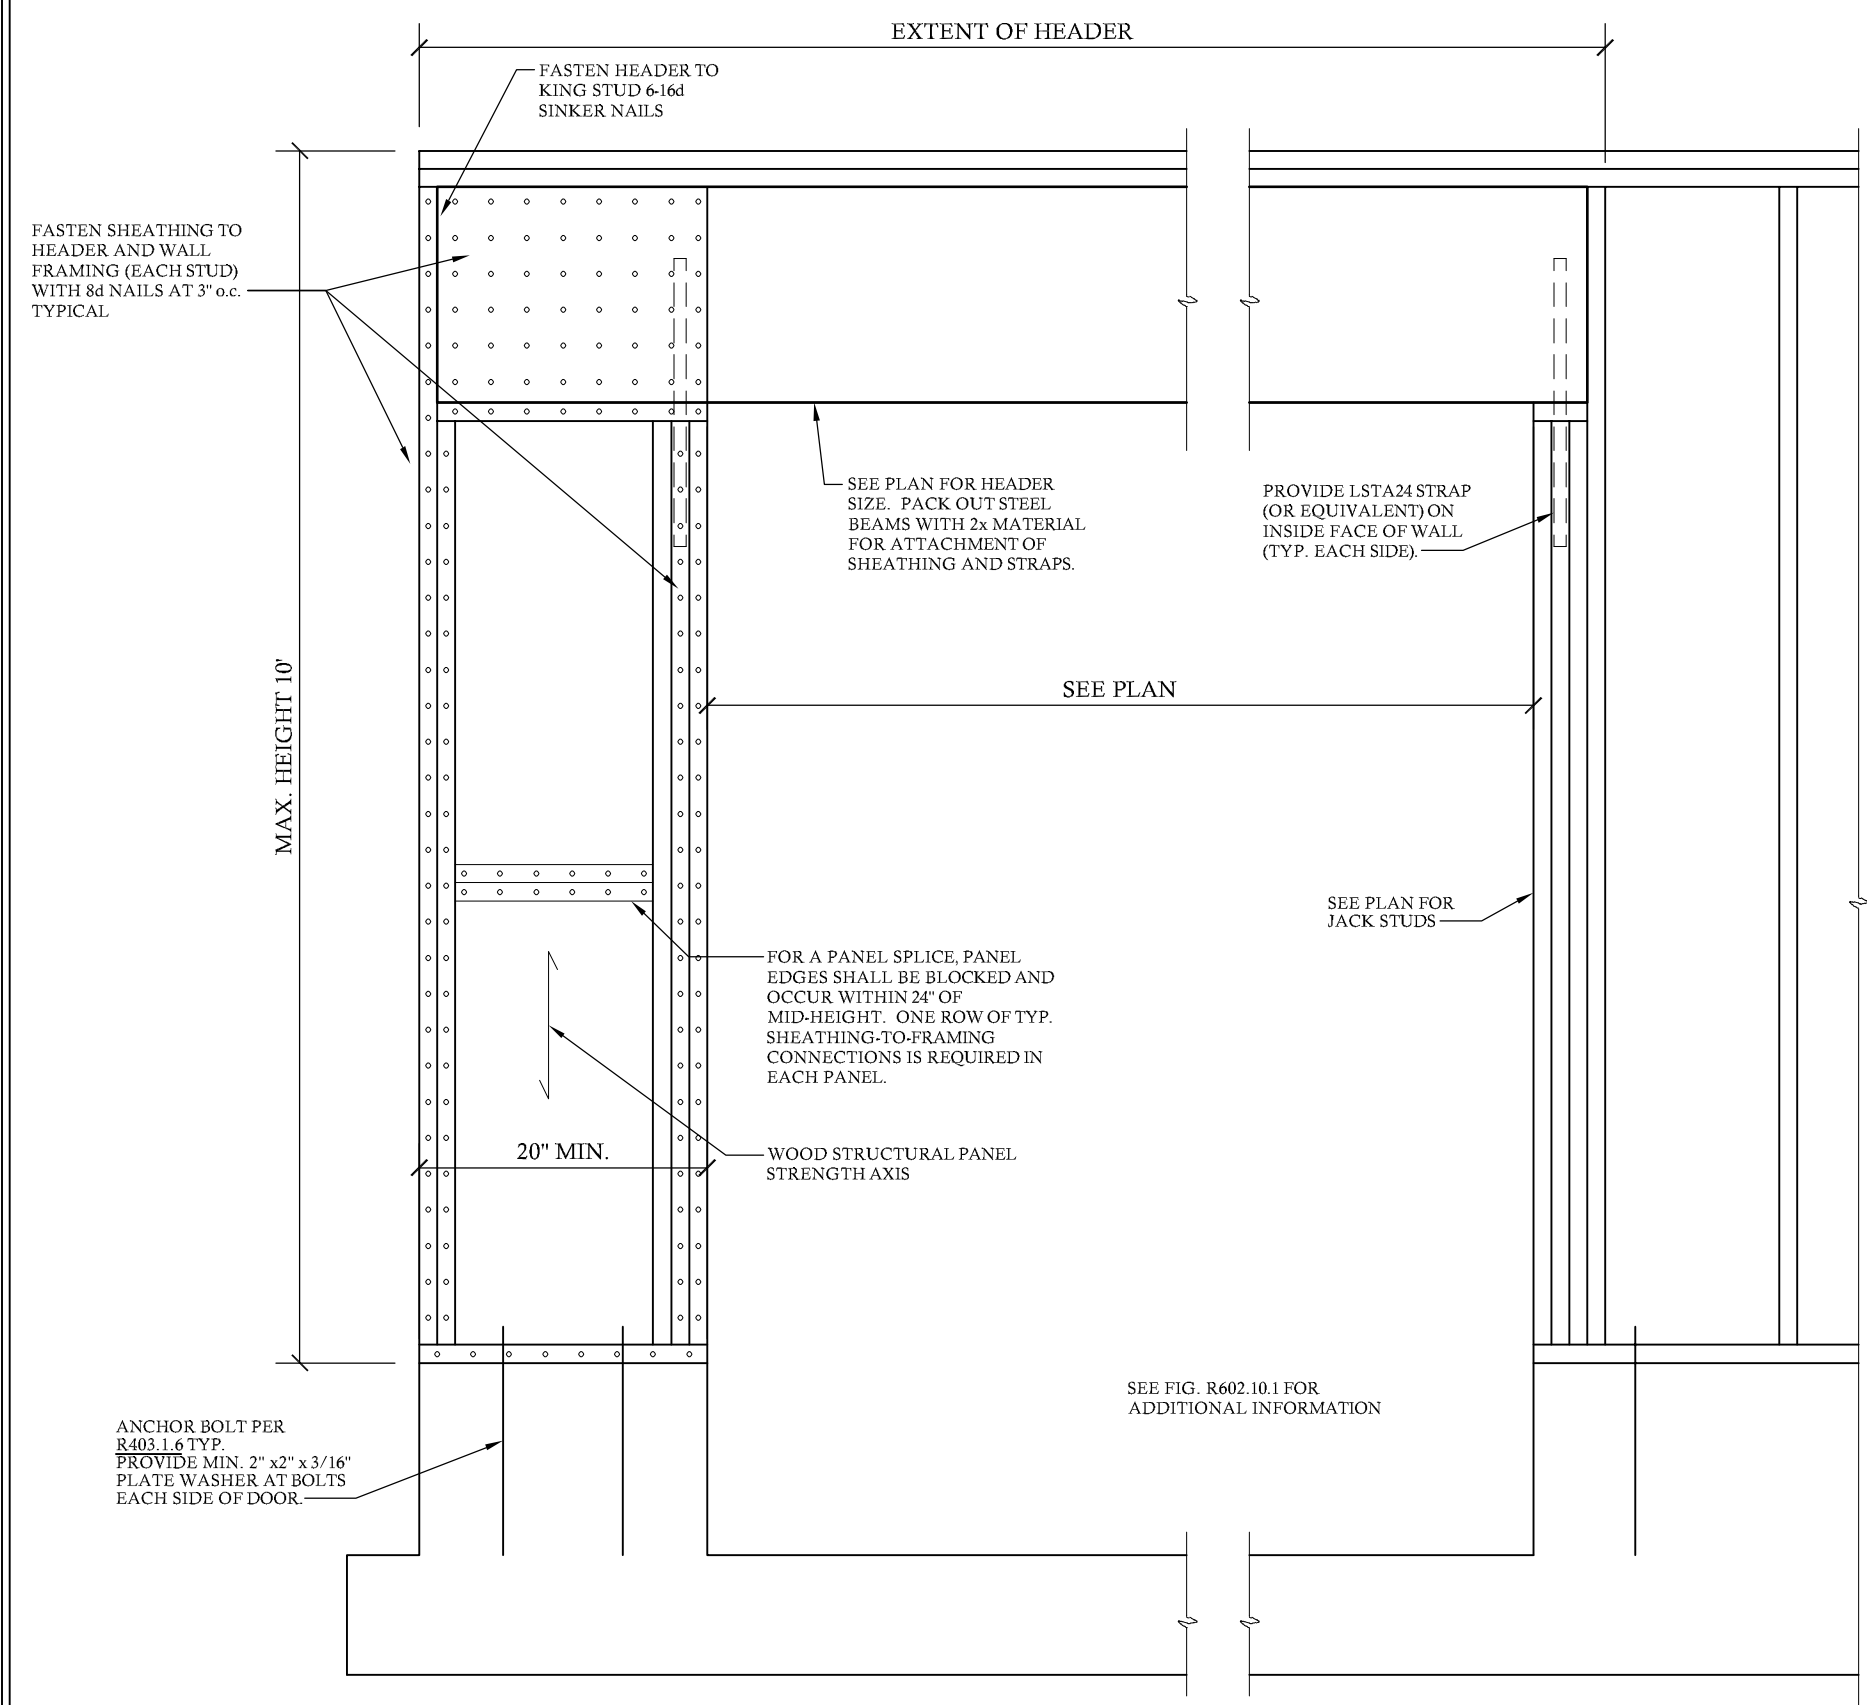 EXTENT OF HEADER
FASTEN HEADER TO
KING STUD 6-16d
SINKER NAILS
FASTEN SHEATHING TO
HEADER AND WALL
FRAMING (EACH STUD)
WITH 8d NAILS AT 3" o.c.
TYPICAL
SEE PLAN FOR HEADER
SIZE. PACK OUT STEEL
BEAMS WITH 2x MATERIAL
FOR ATTACHMENT OF
SHEATHING AND STRAPS.
PROVIDE LSTA24 STRAP
(OR EQUIVALENT) ON
INSIDE FACE OF WALL
(TYP. EACH SIDE).
MAX. HEIGHT 10'
SEE PLAN
SEE PLAN FOR
JACK STUDS
FOR A PANEL SPLICE, PANEL
EDGES SHALL BE BLOCKED AND
OCCUR WITHIN 24" OF
MID-HEIGHT. ONE ROW OF TYP.
SHEATHING-TO-FRAMING
CONNECTIONS IS REQUIRED IN
EACH PANEL.
20" MIN.
WOOD STRUCTURAL PANEL
STRENGTH AXIS
SEE FIG. R602.10.1 FOR
ADDITIONAL INFORMATION
ANCHOR BOLT PER
R403.1.6 TYP.
PROVIDE MIN. 2" x2" x 3/16"
PLATE WASHER AT BOLTS
EACH SIDE OF DOOR.